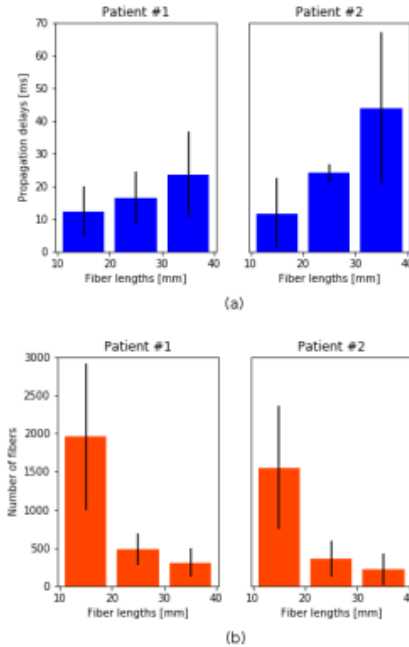 Patient #1
Patient #2
Propagation delays [ms]
70
60
50
40
30
20
10
0
10 20 30 40
10 20 30 40
Fiber lengths [mm]
Fiber lengths [mm]
(a)
Patient #1
Patient #2
Number of fibers
3000
2500
2000
1500
1000
500
0
10 20 30 40
10 20 30 40
Fiber lengths [mm]
Fiber lengths [mm]
(b)